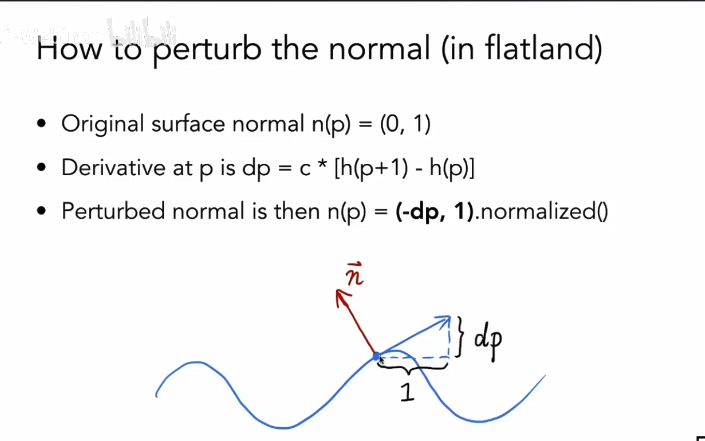 bilibili
How to perturb the normal (in flatland)
• Original surface normal n(p) = (0, 1)
• Derivative at p is dp = c * [h(p+1) - h(p)]
• Perturbed normal is then n(p) = (-dp, 1).normalized()
n⃗
} dp
1